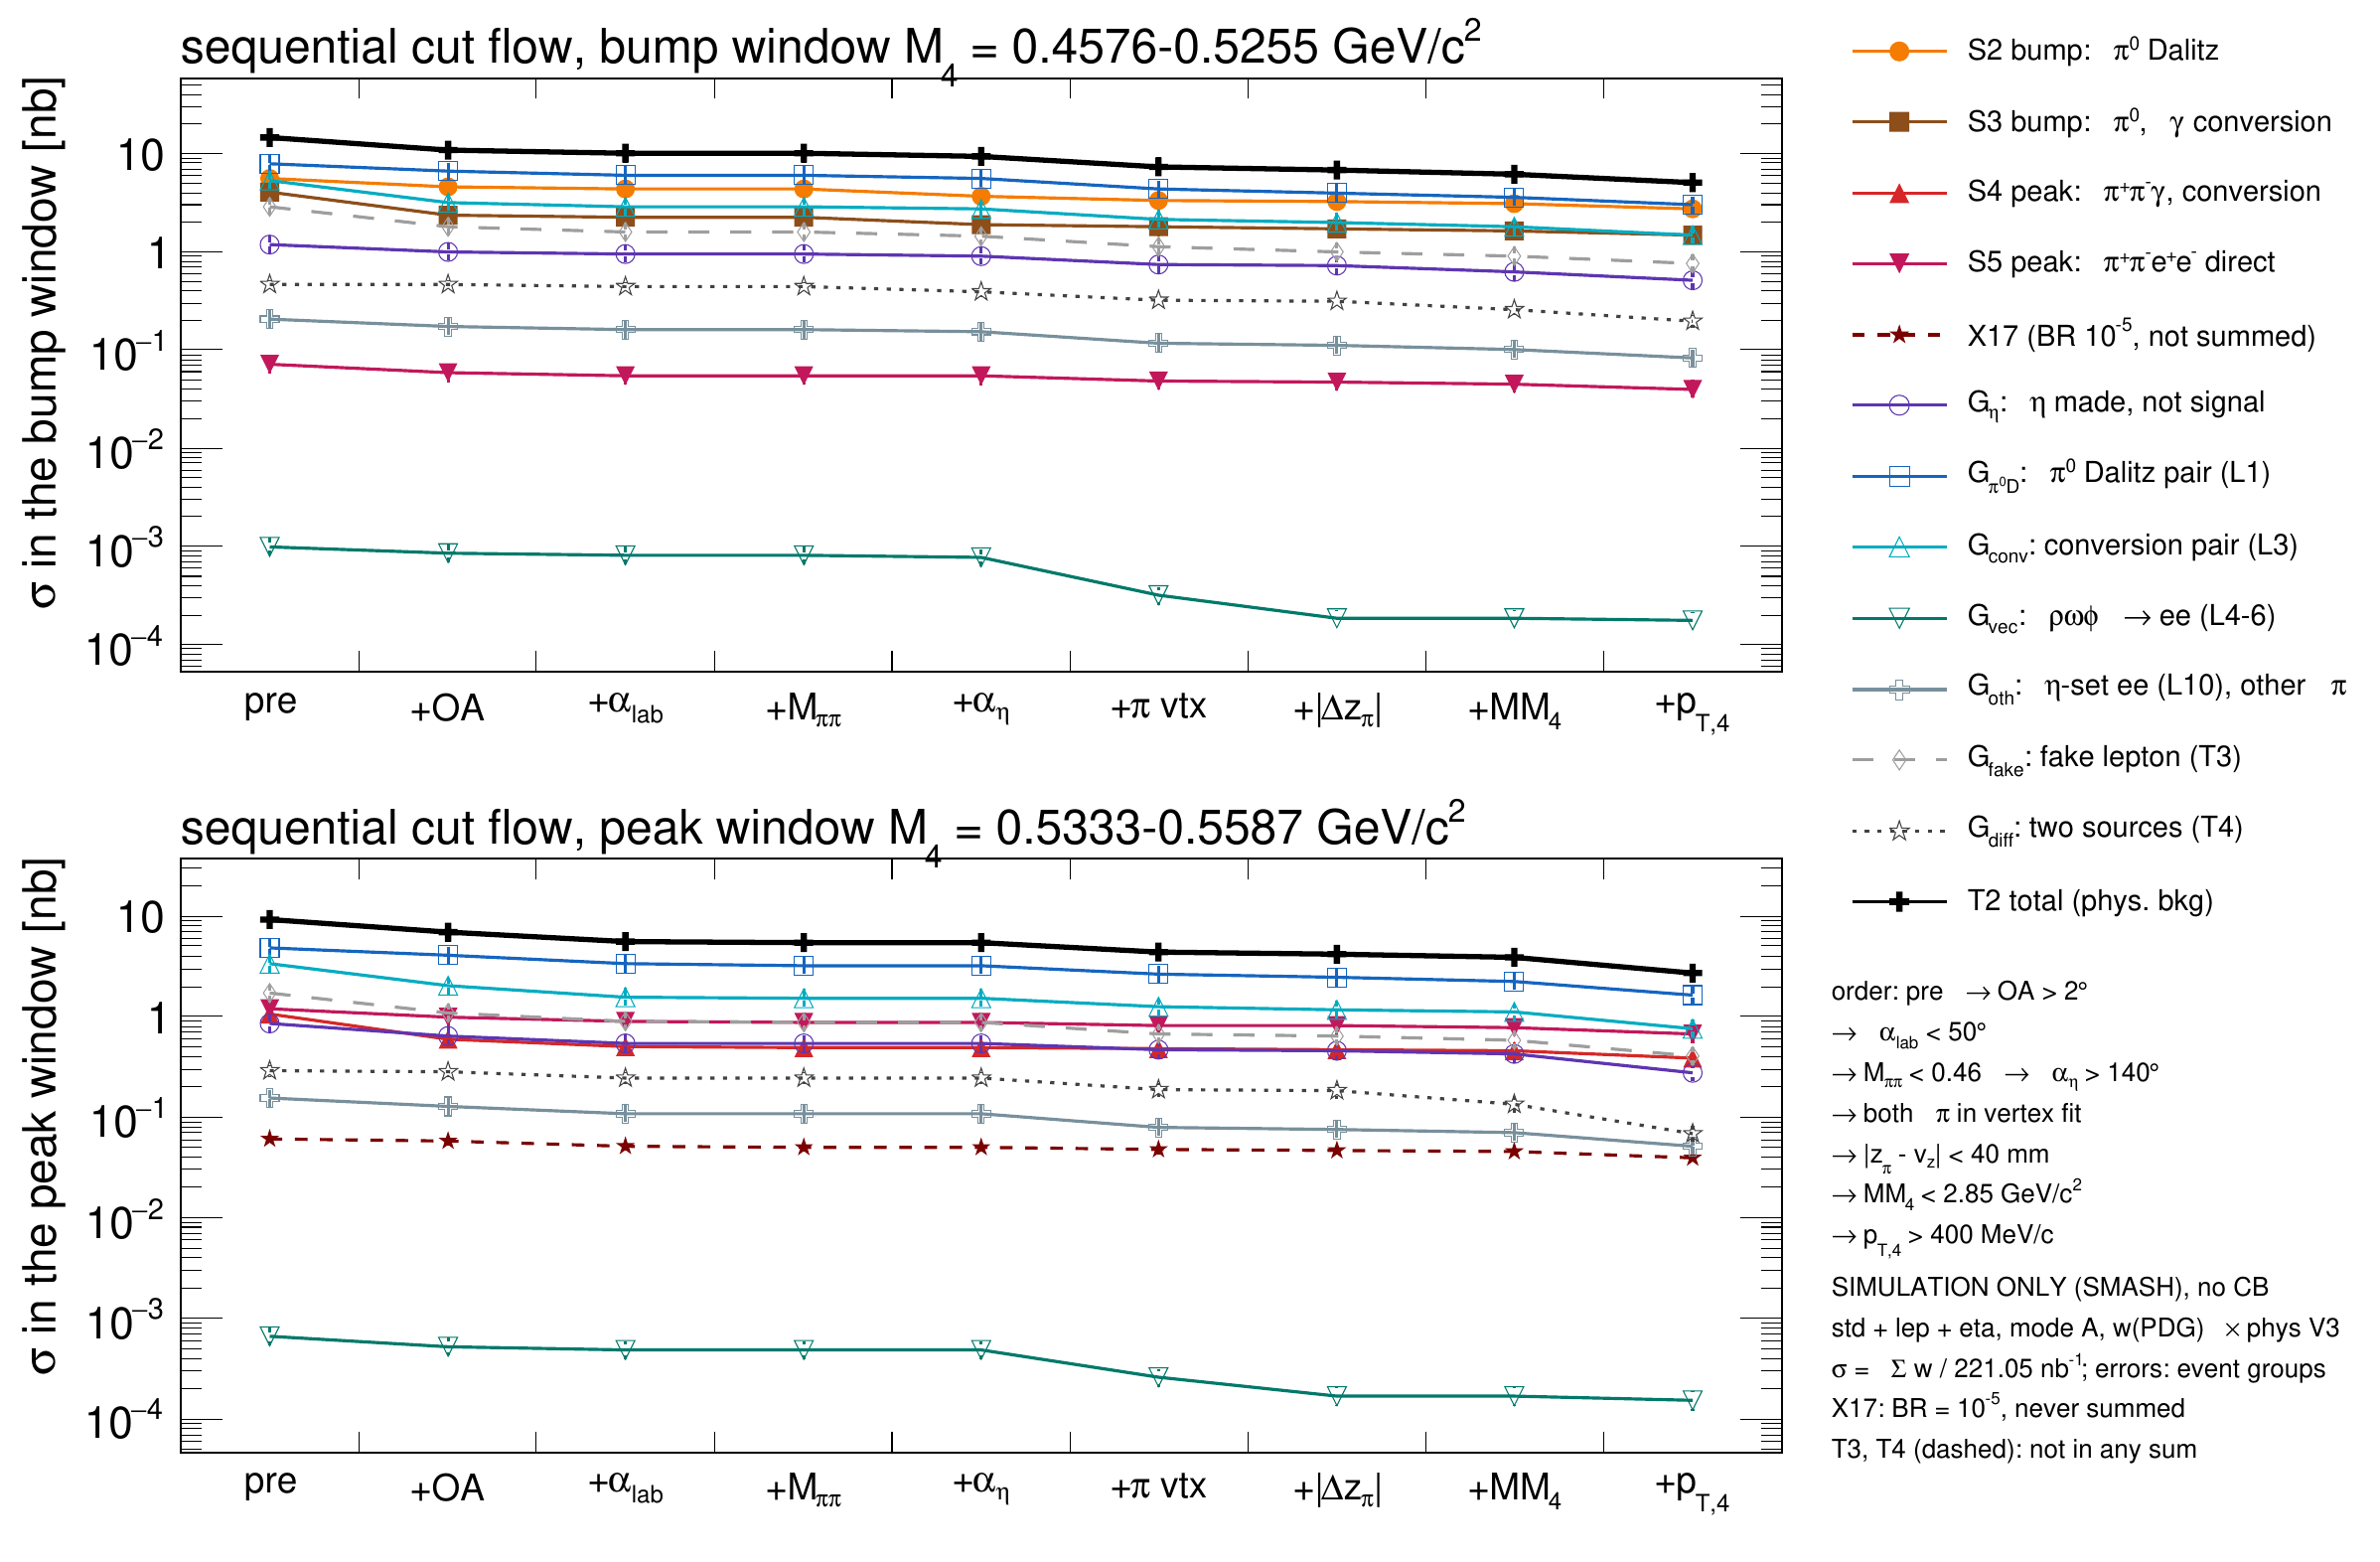 sequential cut flow, bump window M4 = 0.4576-0.5255 GeV/c2
σ in the bump window [nb]
10
1
10−1
10−2
10−3
10−4
pre +OA +αlab +Mππ +αη +π vtx +|Δzπ| +MM4 +pT,4
sequential cut flow, peak window M4 = 0.5333-0.5587 GeV/c2
σ in the peak window [nb]
10
1
10−1
10−2
10−3
10−4
pre +OA +αlab +Mππ +αη +π vtx +|Δzπ| +MM4 +pT,4
S2 bump: π0 Dalitz
S3 bump: π0, γ conversion
S4 peak: π+π-γ, conversion
S5 peak: π+π-e+e- direct
X17 (BR 10-5, not summed)
Gη: η made, not signal
Gπ0D: π0 Dalitz pair (L1)
Gconv: conversion pair (L3)
Gvec: ρωϕ → ee (L4-6)
Goth: η-set ee (L10), other π
Gfake: fake lepton (T3)
Gdiff: two sources (T4)
T2 total (phys. bkg)
order: pre → OA > 2°
→ αlab < 50°
→ Mππ < 0.46 → αη > 140°
→ both π in vertex fit
→ |zπ - vz| < 40 mm
→ MM4 < 2.85 GeV/c2
→ pT,4 > 400 MeV/c
SIMULATION ONLY (SMASH), no CB
std + lep + eta, mode A, w(PDG) × phys V3
σ = Σ w / 221.05 nb-1; errors: event groups
X17: BR = 10-5, never summed
T3, T4 (dashed): not in any sum